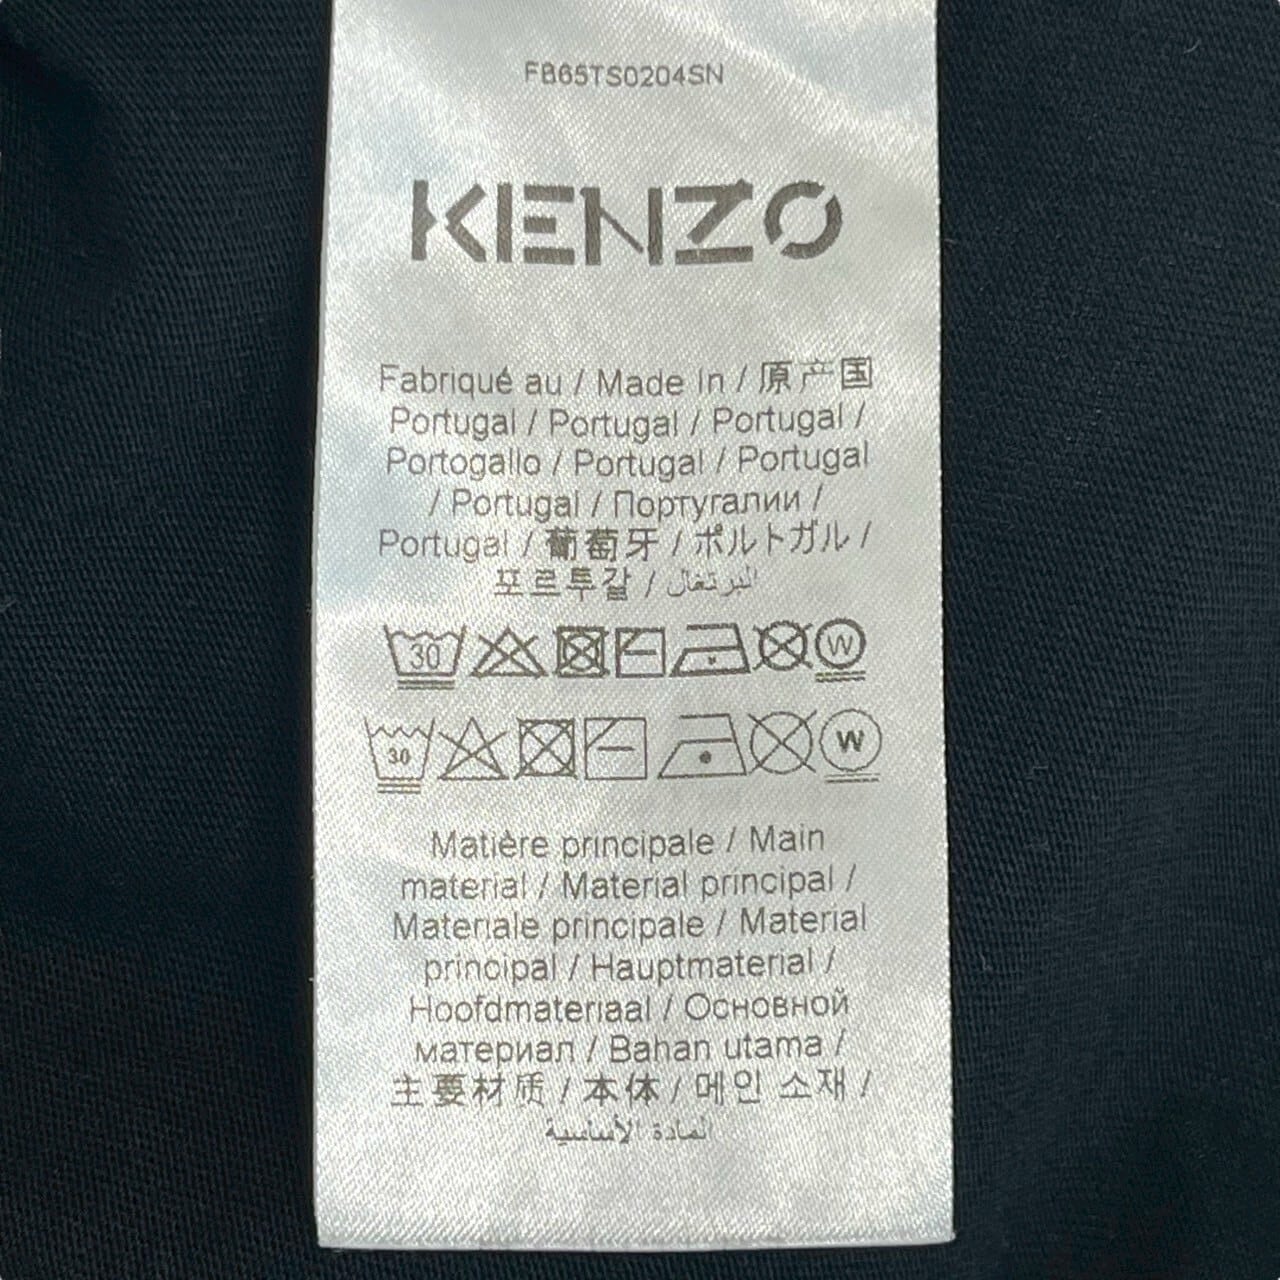 FB65TS0204SN
KENZO
Fabriqué au / Made In / 原产国
Portugal / Portugal / Portugal /
Portogallo / Portugal / Portugal
/ Portugal / Португалии /
Portugal / 葡萄牙 / ポルトガル /
포르투갈 / البرتغال
30 W
30 W
Matière principale / Main
material / Material principal /
Materiale principale / Material
principal / Hauptmaterial /
Hoofdmateriaal / Основной
материал / Bahan utama /
主要材质 / 本体 / 메인 소재 /
المادة الأساسية